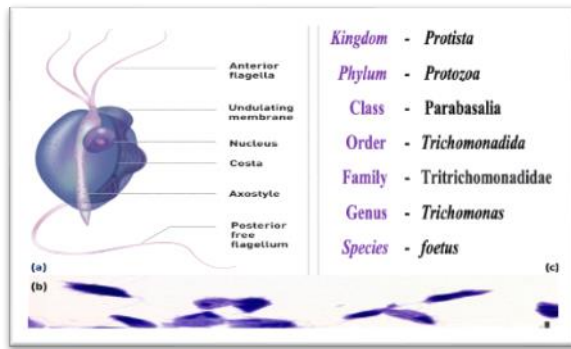 Anterior
flagella
Undulating
membrane
Nucleus
Costa
Axostyle
Posterior
free
flagellum
(a)
Kingdom - Protista
Phylum - Protozoa
Class - Parabasalia
Order - Trichomonadida
Family - Tritrichomonadidae
Genus - Trichomonas
Species - foetus
(c)
(b)